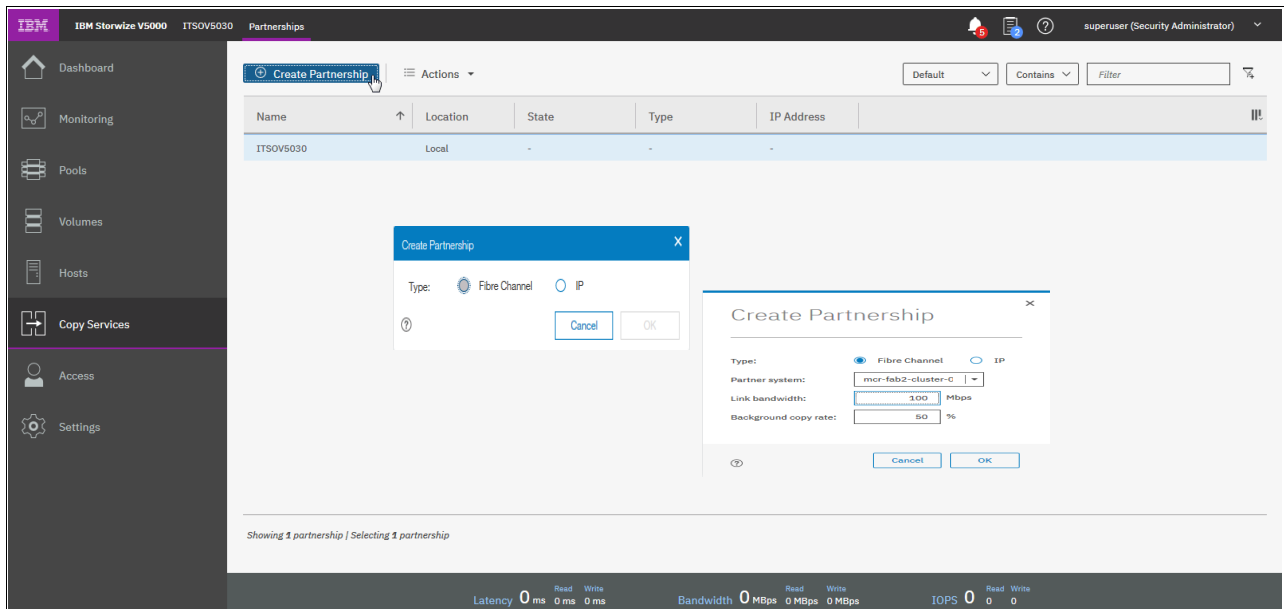 IBM IBM Storwize V5000 ITSOV5030 Partnerships 5 2 superuser (Security Administrator)
Dashboard
Monitoring
Pools
Volumes
Hosts
Copy Services
Access
Settings
Create Partnership Actions Default Contains Filter
Name Location State Type IP Address
ITSOV5030 Local - - -
Create Partnership X
Type: Fibre Channel IP
Cancel OK
Create Partnership
Type: Fibre Channel IP
Partner system: mcr-fab2-cluster-0
Link bandwidth: 100 Mbps
Background copy rate: 50 %
Cancel OK
Showing 1 partnership | Selecting 1 partnership
Latency 0 ms Read 0 ms Write 0 ms Bandwidth 0 MBps Read 0 MBps Write 0 MBps IOPS 0 Read 0 Write 0